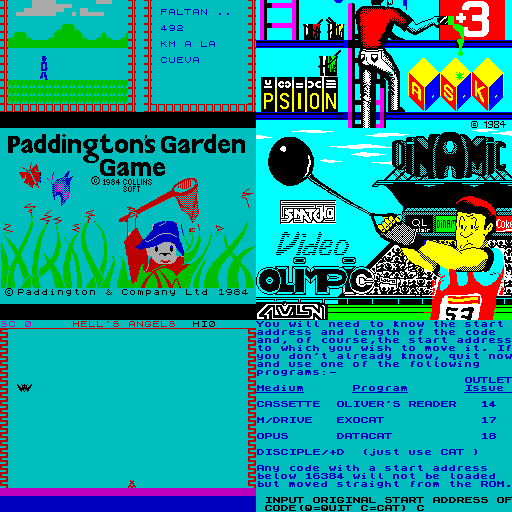 FALTAN ..
492
KM A LA
CUEVA
+3
PSION
ASK
© 1984
Paddington's Garden
Game
© 1984 COLLINS
SOFT
© Paddington & Company Ltd 1984
DINAMIC
Video
OLIMPIC
Coke
53
SC 0 HELL'S ANGELS HI0
You will need to know the start
address and length of the code
and, of course,the start address
to which you wish to move it. If
you don't already know, quit now
and use one of the following
programs:-
OUTLET
Medium Program Issue
CASSETTE OLIVER'S READER 14
M/DRIVE EXOCAT 17
OPUS DATACAT 18
DISCIPLE/+D (just use CAT )
Any code with a start address
below 16384 will not be loaded
but moved straight from the ROM.
INPUT ORIGINAL START ADDRESS OF
CODE(Q=QUIT C=CAT) C